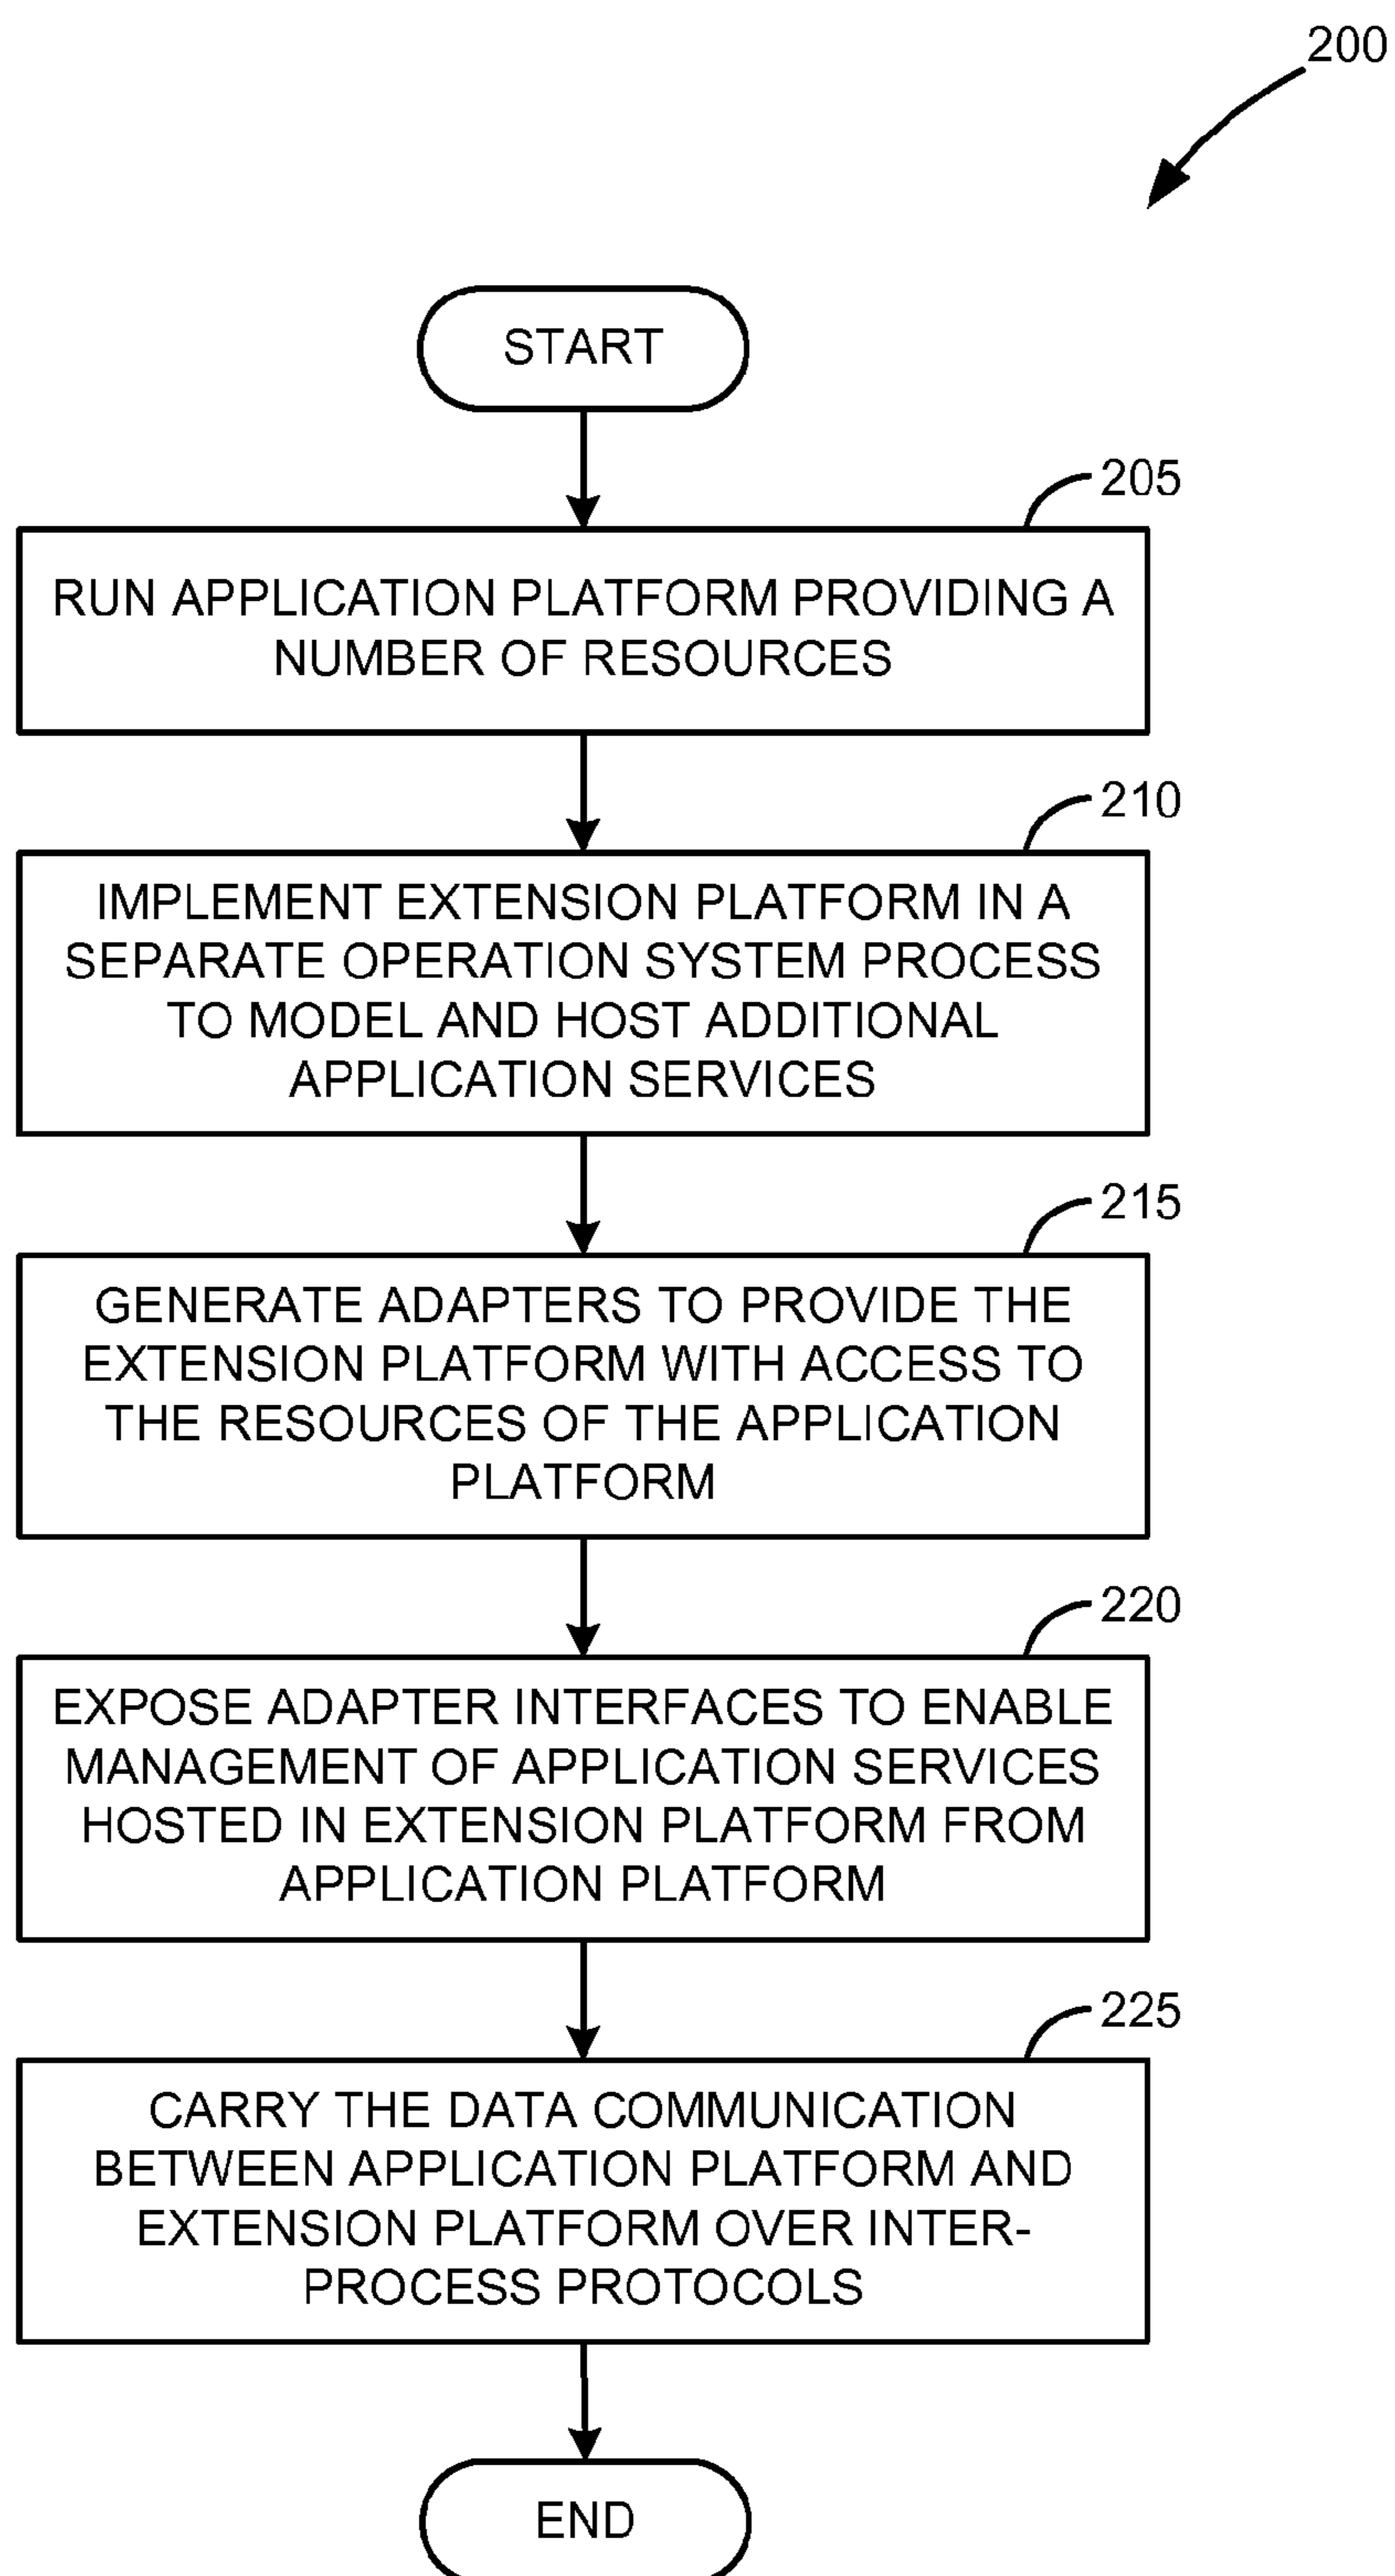 200
START
205
RUN APPLICATION PLATFORM PROVIDING A
NUMBER OF RESOURCES
210
IMPLEMENT EXTENSION PLATFORM IN A
SEPARATE OPERATION SYSTEM PROCESS
TO MODEL AND HOST ADDITIONAL
APPLICATION SERVICES
215
GENERATE ADAPTERS TO PROVIDE THE
EXTENSION PLATFORM WITH ACCESS TO
THE RESOURCES OF THE APPLICATION
PLATFORM
220
EXPOSE ADAPTER INTERFACES TO ENABLE
MANAGEMENT OF APPLICATION SERVICES
HOSTED IN EXTENSION PLATFORM FROM
APPLICATION PLATFORM
225
CARRY THE DATA COMMUNICATION
BETWEEN APPLICATION PLATFORM AND
EXTENSION PLATFORM OVER INTER-
PROCESS PROTOCOLS
END